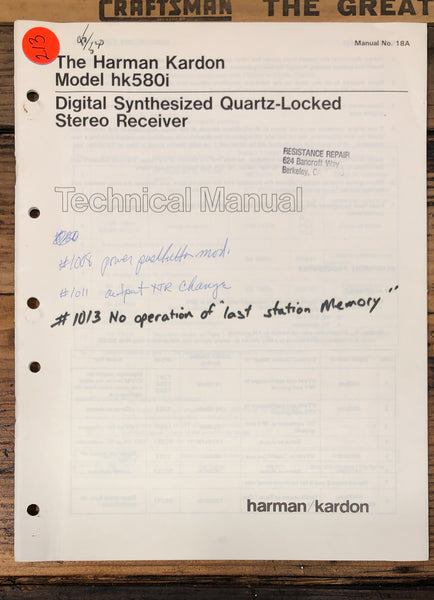 CRAFTSMAN THE GREAT
213
Manual No. 18A
The Harman Kardon
Model hk580i
Digital Synthesized Quartz-Locked
Stereo Receiver
RESISTANCE REPAIR
624 Bancroft Way
Berkeley, C
Technical Manual
#1008 power pushbutton mod.
#1011 output XTR change
#1013 No operation of "last station Memory"
harman/kardon